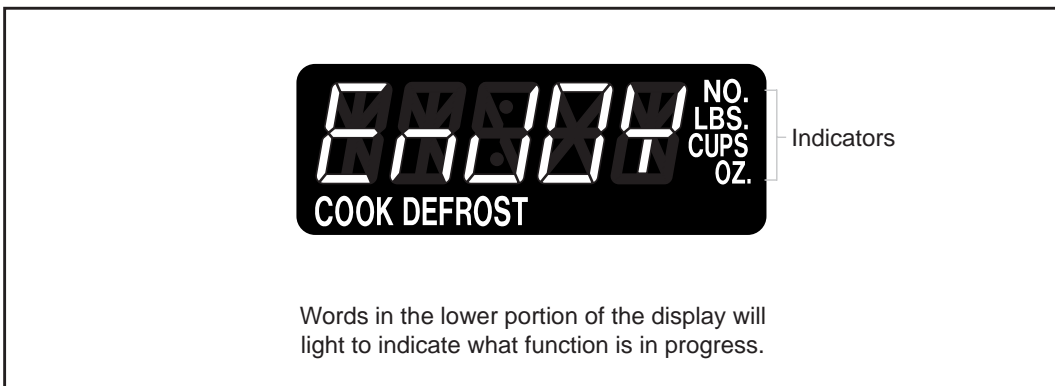 EnJOY
NO.
LBS.
CUPS
OZ.
Indicators
COOK DEFROST
Words in the lower portion of the display will
light to indicate what function is in progress.